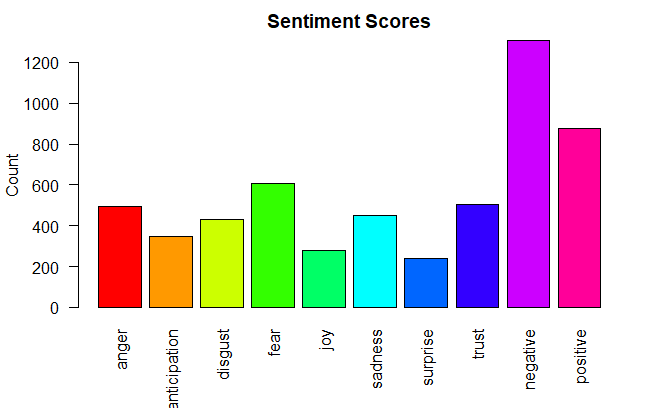 Sentiment Scores
Count
1200
1000
800
600
400
200
0
anger
anticipation
disgust
fear
joy
sadness
surprise
trust
negative
positive